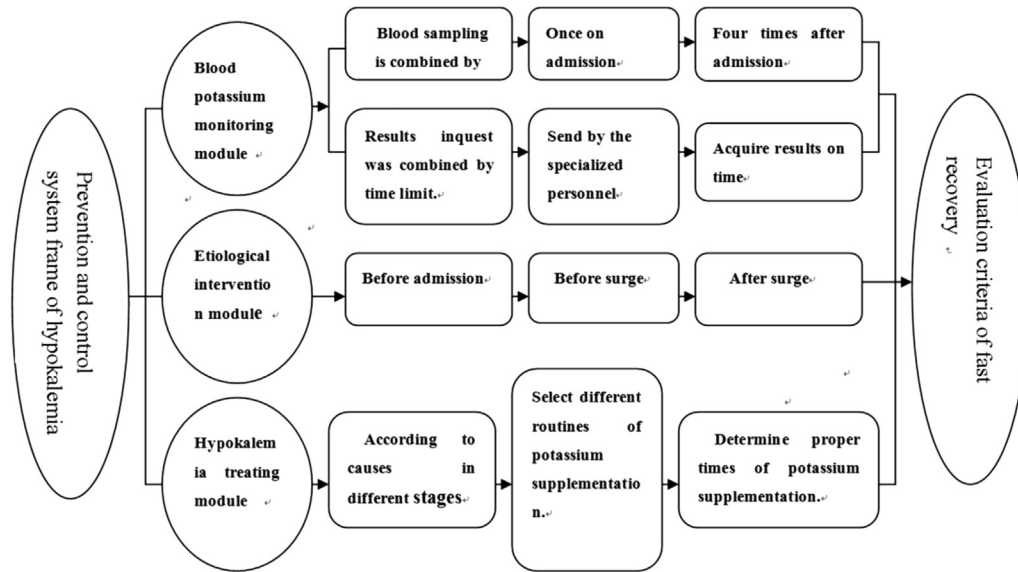 Prevention and control
system frame of hypokalemia
Blood
potassium
monitoring
module
Blood sampling
is combined by
Once on
admission
Four times after
admission
Results inquest
was combined by
time limit.
Send by the
specialized
personnel
Acquire results on
time
Etiological
interventio
n module
Before admission
Before surge
After surge
Hypokalem
ia treating
module
According to
causes in
different stages
Select different
routines of
potassium
supplementatio
n.
Determine proper
times of potassium
supplementation.
Evaluation criteria of fast
recovery